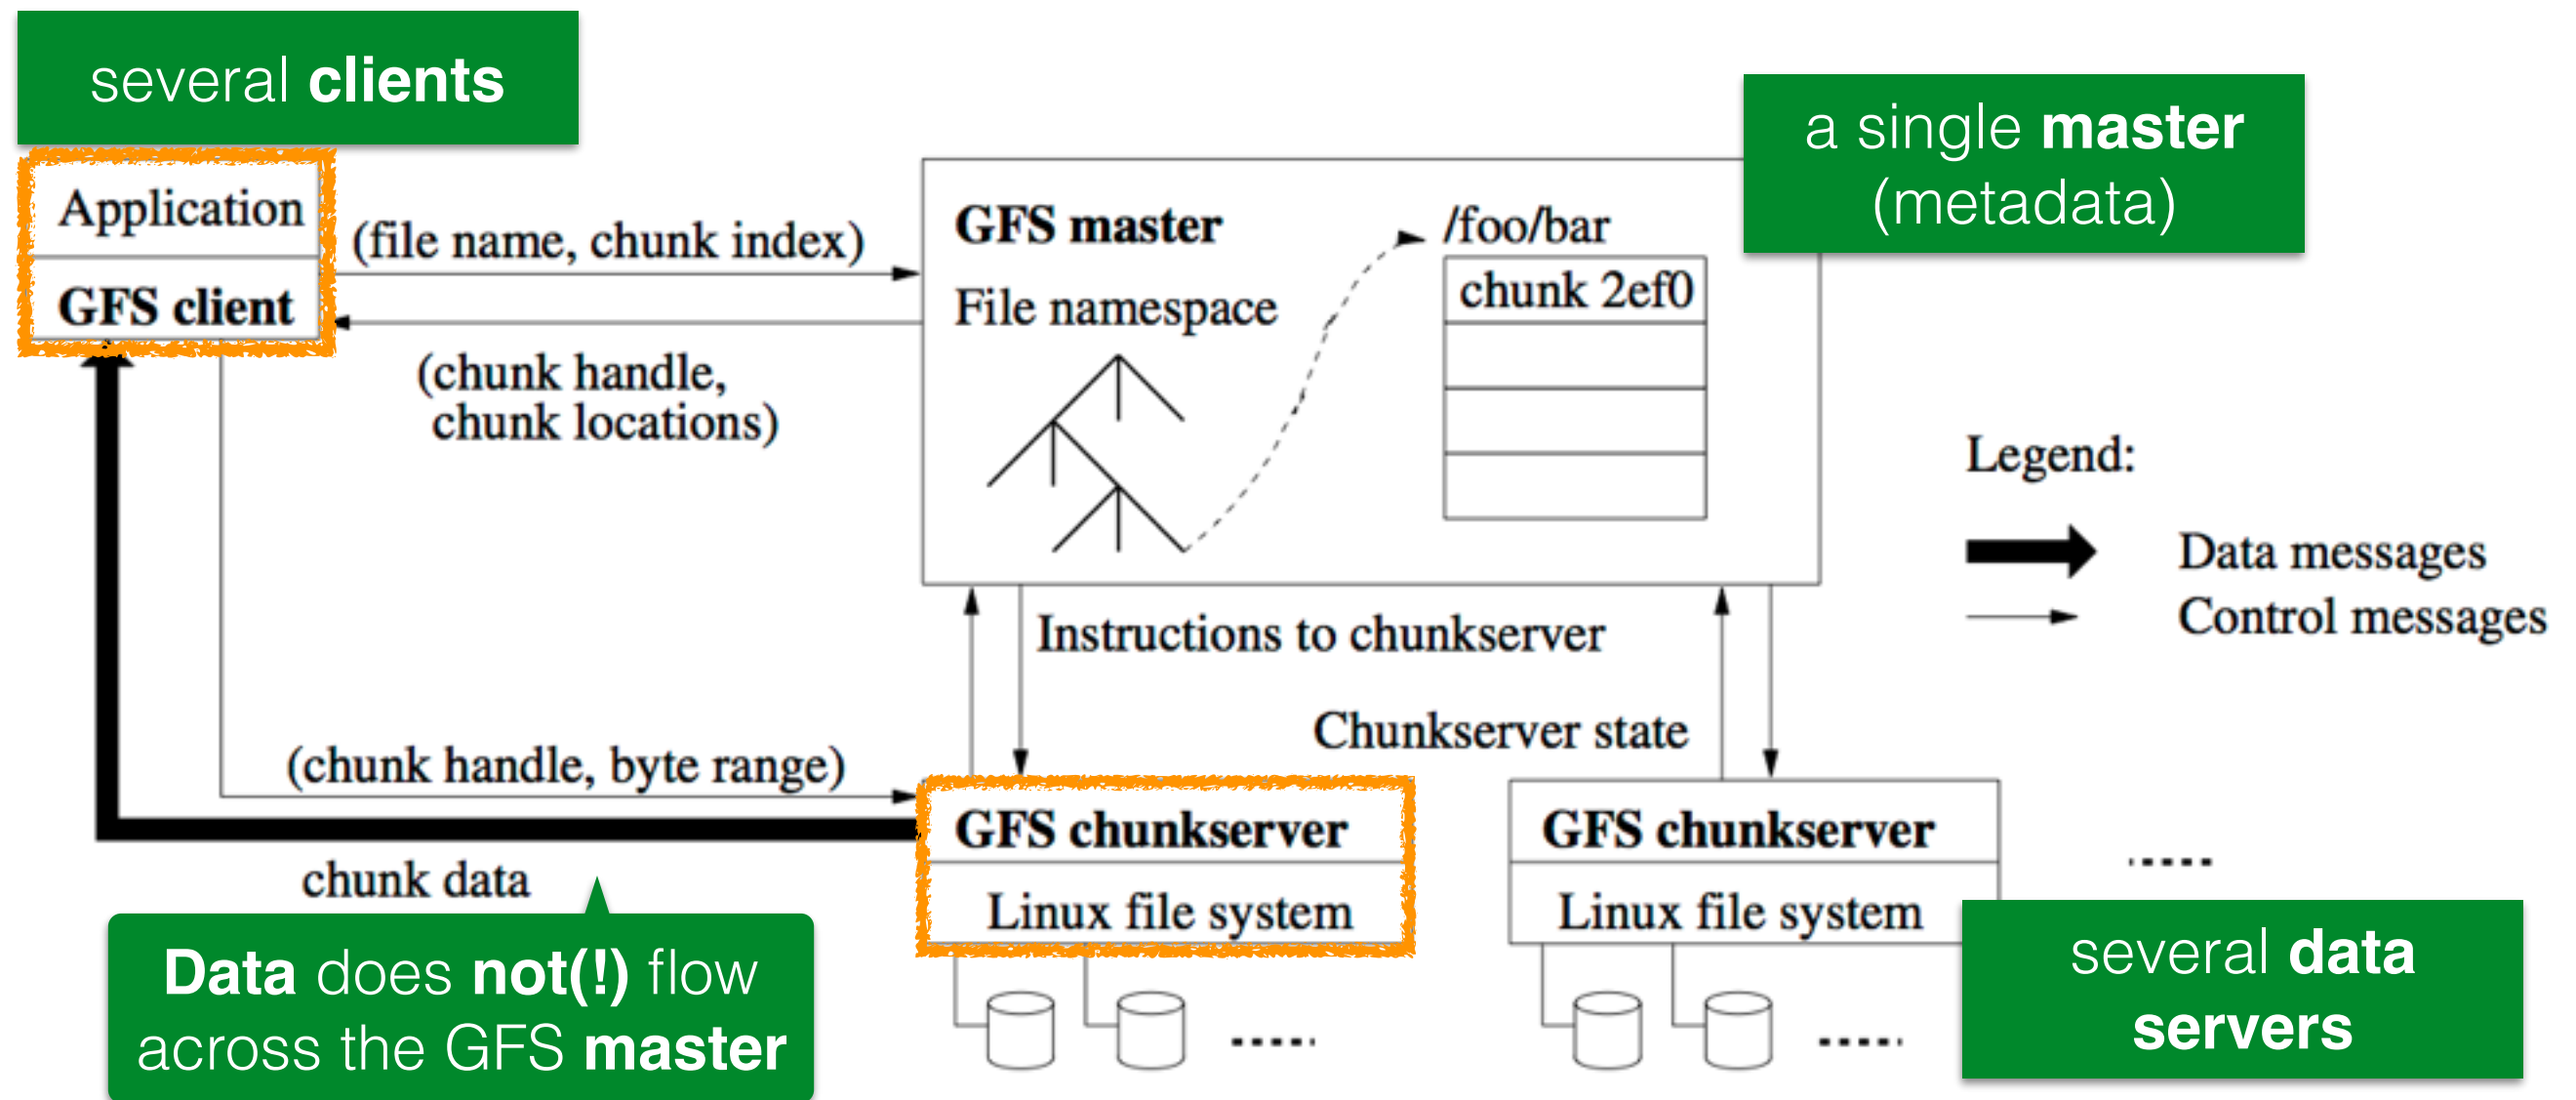 several clients
a single master
(metadata)
Application
GFS client
(file name, chunk index)
(chunk handle,
chunk locations)
GFS master
File namespace
/foo/bar
chunk 2ef0
Legend:
Data messages
Control messages
Instructions to chunkserver
Chunkserver state
(chunk handle, byte range)
chunk data
GFS chunkserver
Linux file system
GFS chunkserver
Linux file system
Data does not(!) flow
across the GFS master
several data
servers